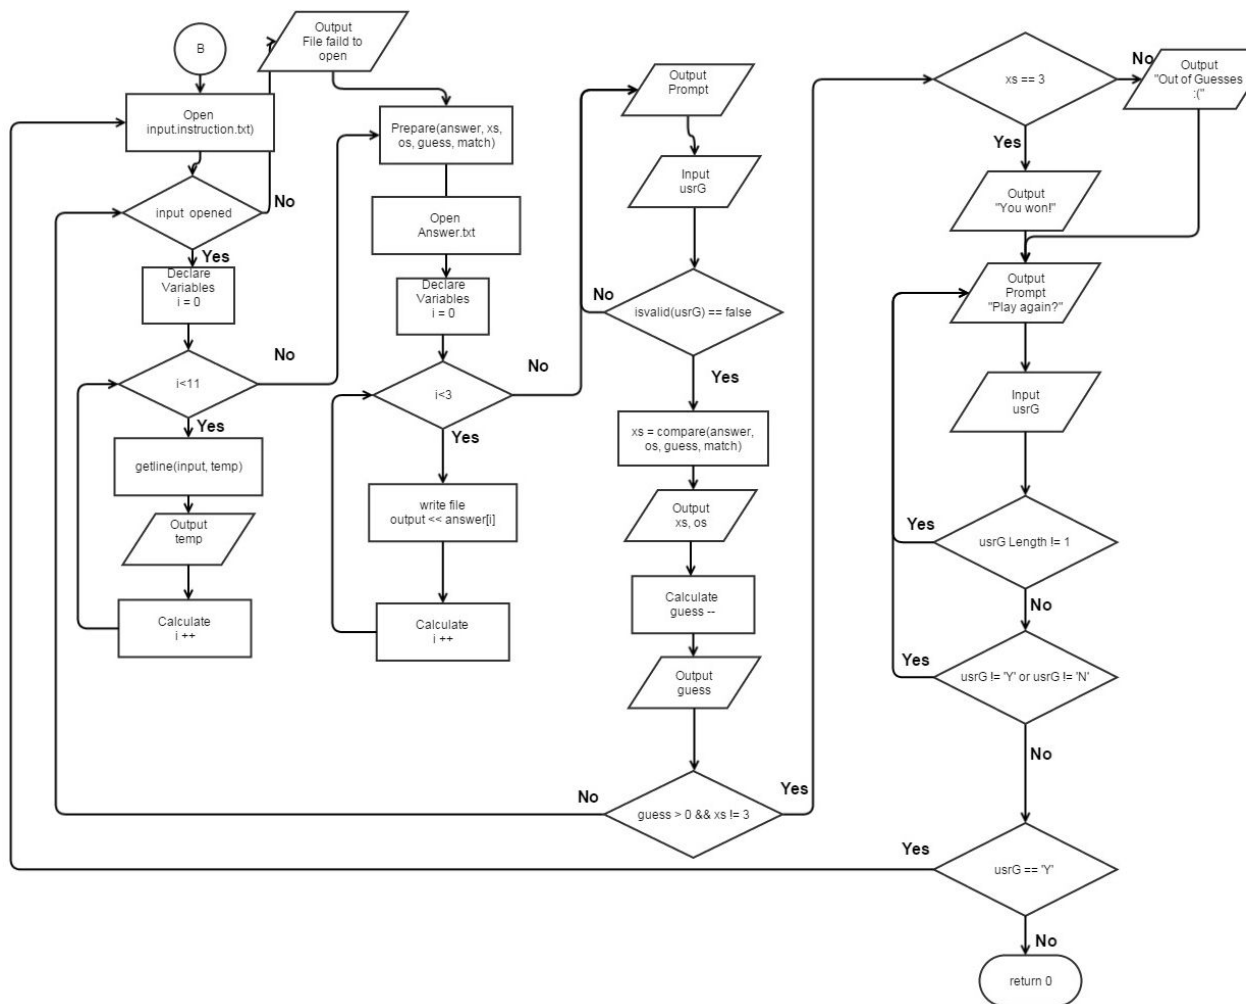 B
Open
input.instruction.txt)
input opened
No
Yes
Declare
Variables
i = 0
i<11
No
Yes
getline(input, temp)
Output
temp
Calculate
i ++
Output
File faild to
open
Prepare(answer, xs,
os, guess, match)
Open
Answer.txt
Declare
Variables
i = 0
i<3
No
Yes
write file
output << answer[i]
Calculate
i ++
Output
Prompt
Input
usrG
isvalid(usrG) == false
No
Yes
xs = compare(answer,
os, guess, match)
Output
xs, os
Calculate
guess --
Output
guess
guess > 0 && xs != 3
No
Yes
xs == 3
No
Output
"Out of Guesses
:("
Yes
Output
"You won!"
Output
Prompt
"Play again?"
Input
usrG
usrG Length != 1
Yes
No
usrG != 'Y' or usrG != 'N'
Yes
No
usrG == 'Y'
Yes
No
return 0